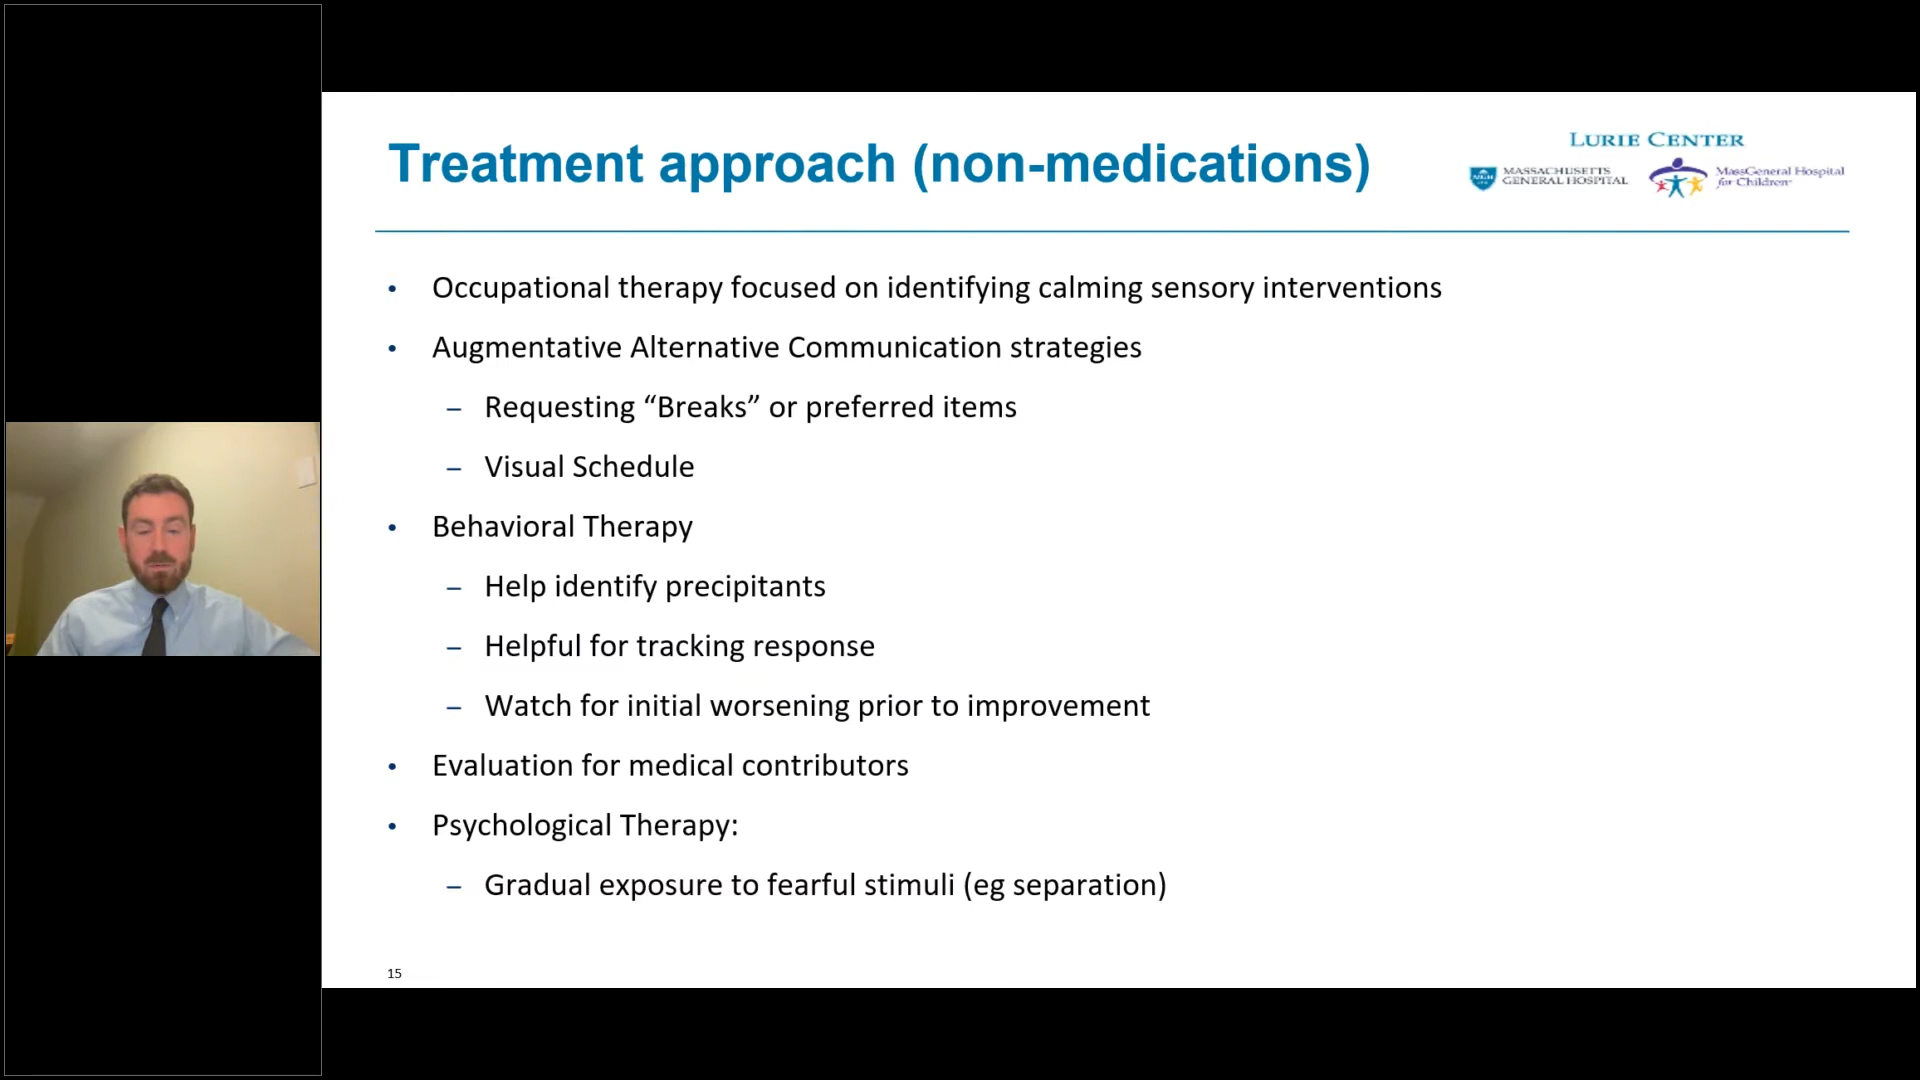 Treatment approach (non-medications)
LURIE CENTER
MASSACHUSETTS
GENERAL HOSPITAL
MassGeneral Hospital
for Children
• Occupational therapy focused on identifying calming sensory interventions
• Augmentative Alternative Communication strategies
– Requesting “Breaks” or preferred items
– Visual Schedule
• Behavioral Therapy
– Help identify precipitants
– Helpful for tracking response
– Watch for initial worsening prior to improvement
• Evaluation for medical contributors
• Psychological Therapy:
– Gradual exposure to fearful stimuli (eg separation)
15